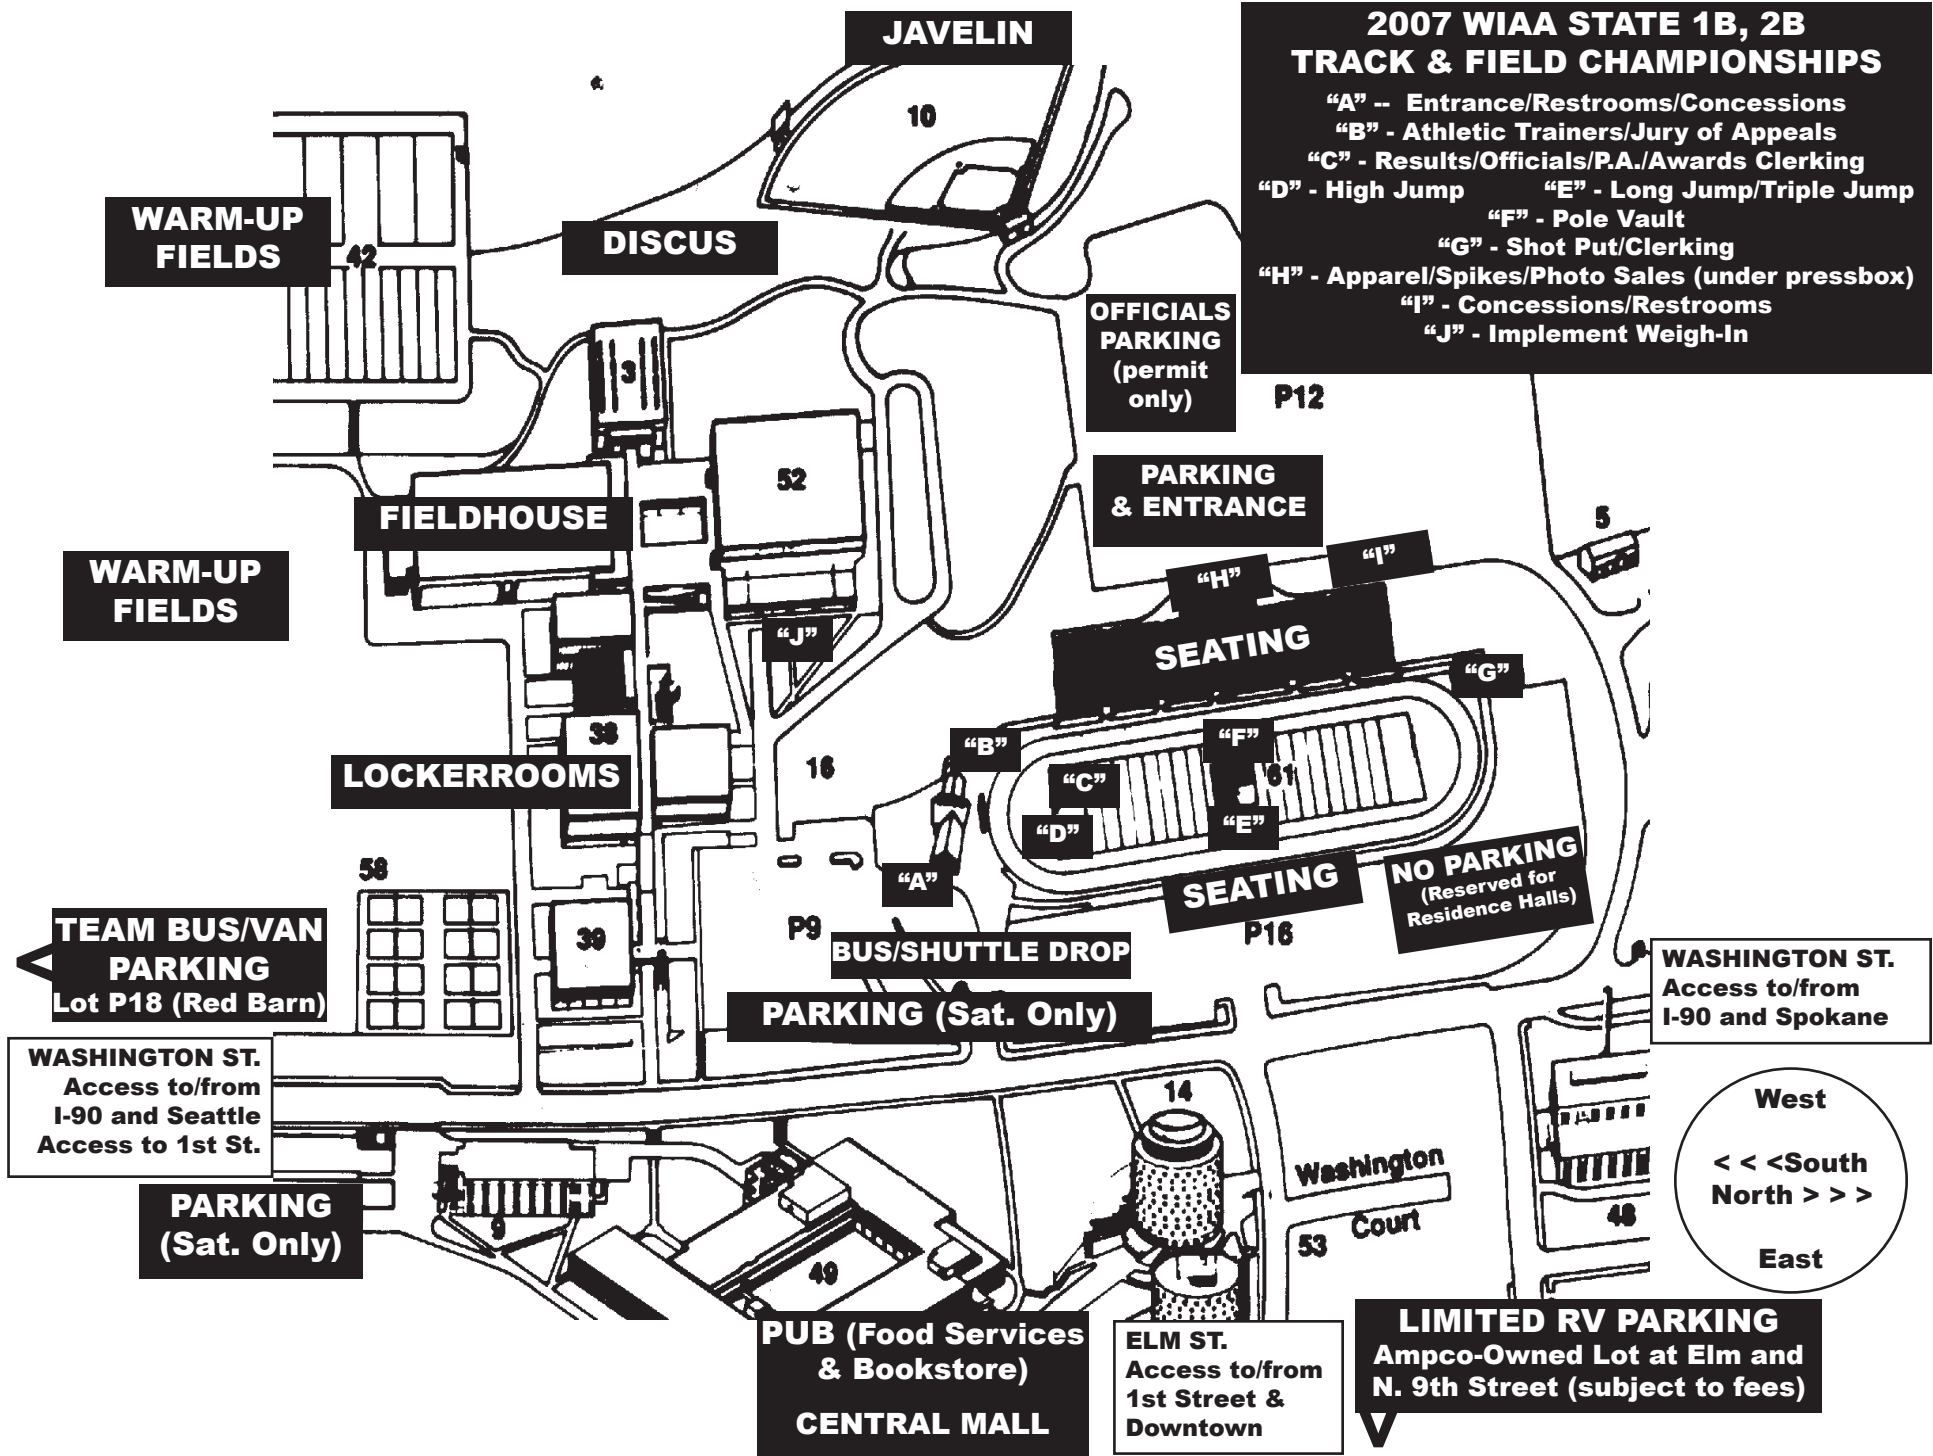 JAVELIN
2007 WIAA STATE 1B, 2B
TRACK & FIELD CHAMPIONSHIPS
“A” -- Entrance/Restrooms/Concessions
“B” - Athletic Trainers/Jury of Appeals
“C” - Results/Officials/P.A./Awards Clerking
“D” - High Jump “E” - Long Jump/Triple Jump
“F” - Pole Vault
“G” - Shot Put/Clerking
“H” - Apparel/Spikes/Photo Sales (under pressbox)
“I” - Concessions/Restrooms
“J” - Implement Weigh-In
10
WARM-UP
FIELDS
42
DISCUS
OFFICIALS
PARKING
(permit
only)
P12
3
52
PARKING
& ENTRANCE
FIELDHOUSE
5
WARM-UP
FIELDS
“H”
“I”
“J”
SEATING
“G”
38
LOCKERROOMS
16
“B”
“F”
“C”
61
“D”
“E”
58
“A”
SEATING
NO PARKING
(Reserved for
Residence Halls)
TEAM BUS/VAN
PARKING
Lot P18 (Red Barn)
<
39
P9
P16
BUS/SHUTTLE DROP
PARKING (Sat. Only)
WASHINGTON ST.
Access to/from
I-90 and Spokane
WASHINGTON ST.
Access to/from
I-90 and Seattle
Access to 1st St.
14
West
< < <South
North > > >
East
Washington
Court
53
48
PARKING
(Sat. Only)
9
49
PUB (Food Services
& Bookstore)
CENTRAL MALL
ELM ST.
Access to/from
1st Street &
Downtown
LIMITED RV PARKING
Ampco-Owned Lot at Elm and
N. 9th Street (subject to fees)
V